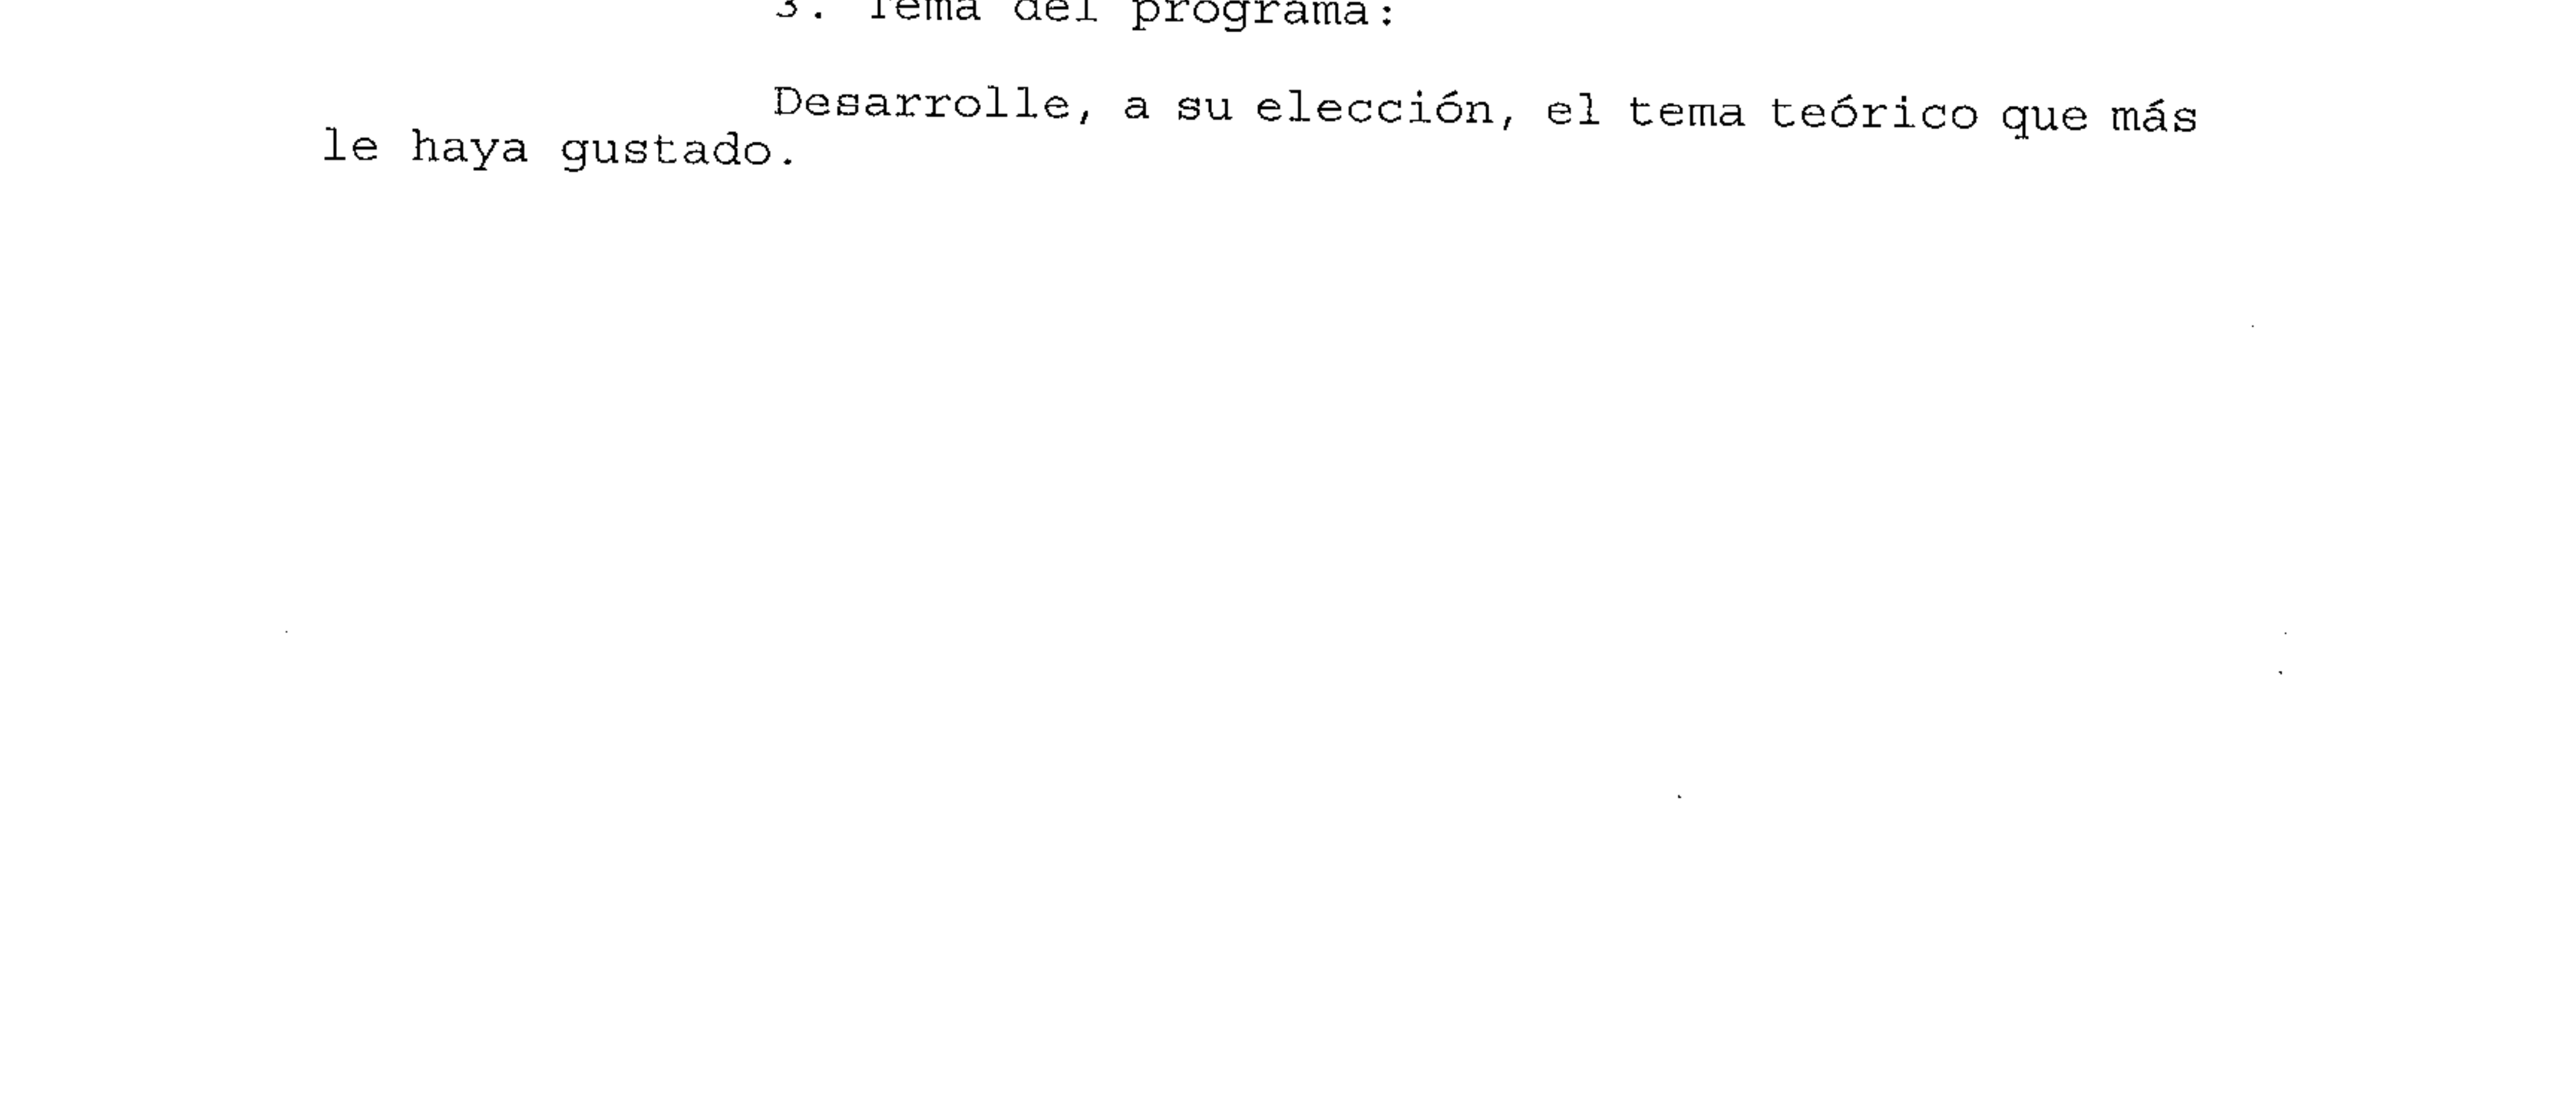 3. Tema del programa:
Desarrolle, a su elección, el tema teórico que más
le haya gustado.